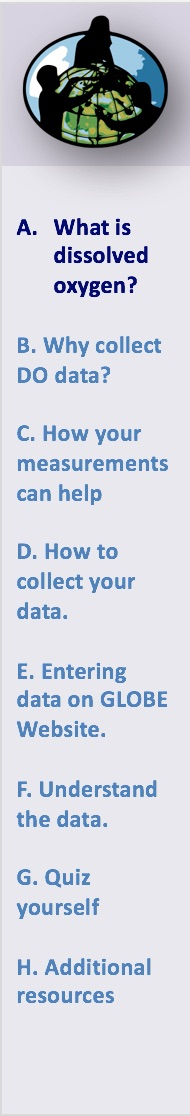 A. What is
dissolved
oxygen?
B. Why collect
DO data?
C. How your
measurements
can help
D. How to
collect your
data.
E. Entering
data on GLOBE
Website.
F. Understand
the data.
G. Quiz
yourself
H. Additional
resources